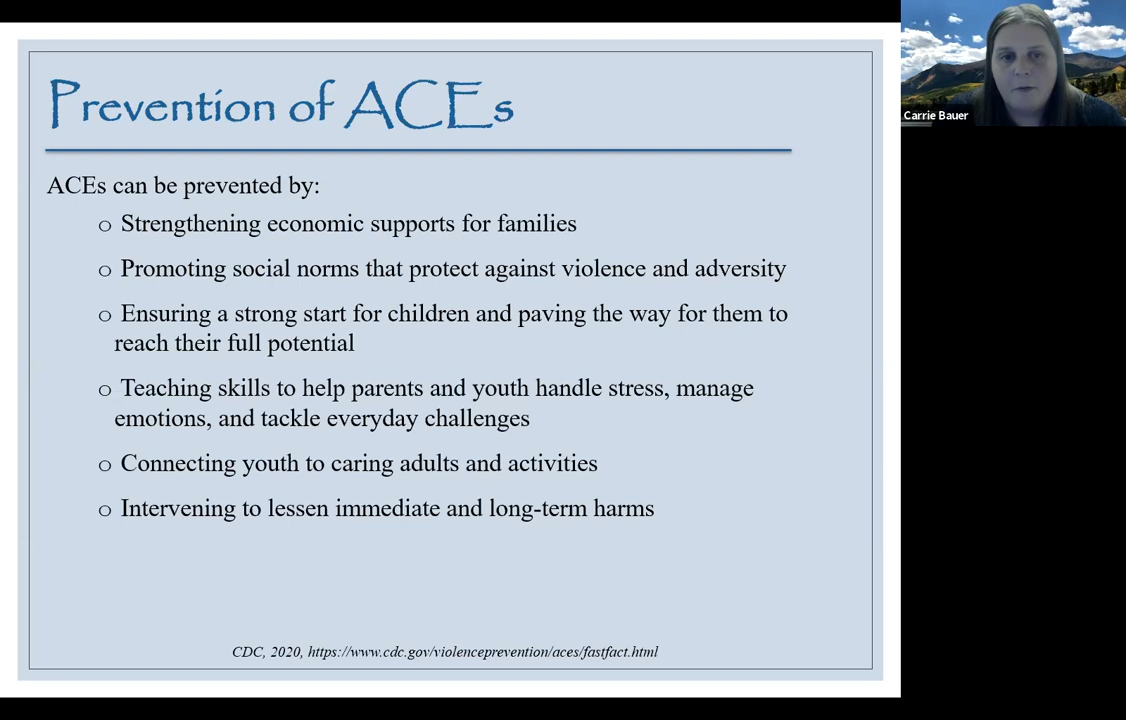 Prevention of ACEs
ACEs can be prevented by:
o Strengthening economic supports for families
o Promoting social norms that protect against violence and adversity
o Ensuring a strong start for children and paving the way for them to
reach their full potential
o Teaching skills to help parents and youth handle stress, manage
emotions, and tackle everyday challenges
o Connecting youth to caring adults and activities
o Intervening to lessen immediate and long-term harms
CDC, 2020, https://www.cdc.gov/violenceprevention/aces/fastfact.html
Carrie Bauer